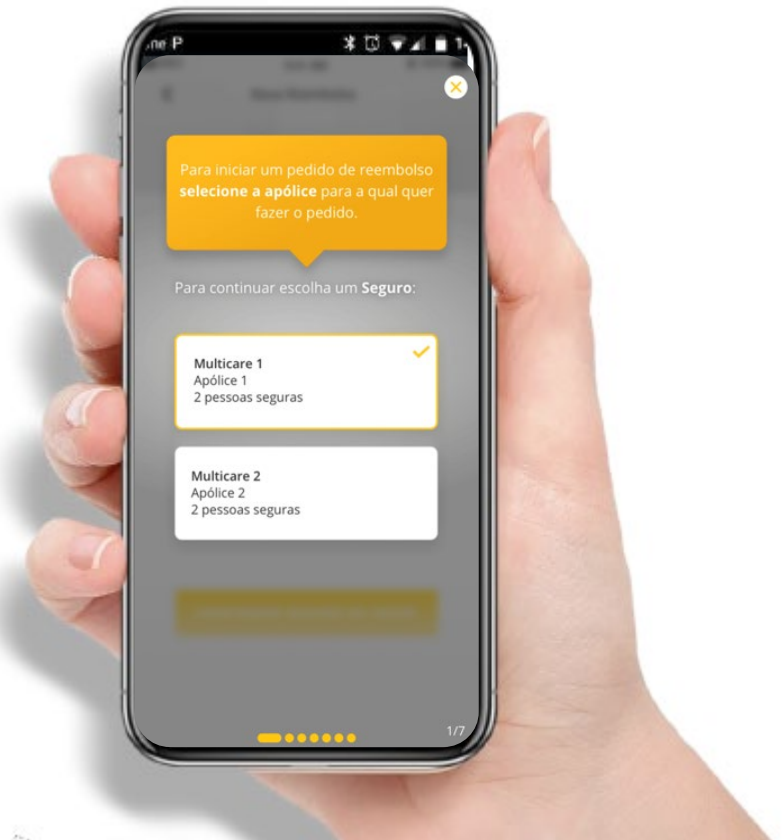 ne P
Para iniciar um pedido de reembolso
selecione a apólice para a qual quer
fazer o pedido.
Para continuar escolha um Seguro:
Multicare 1
Apólice 1
2 pessoas seguras
Multicare 2
Apólice 2
2 pessoas seguras
1/7